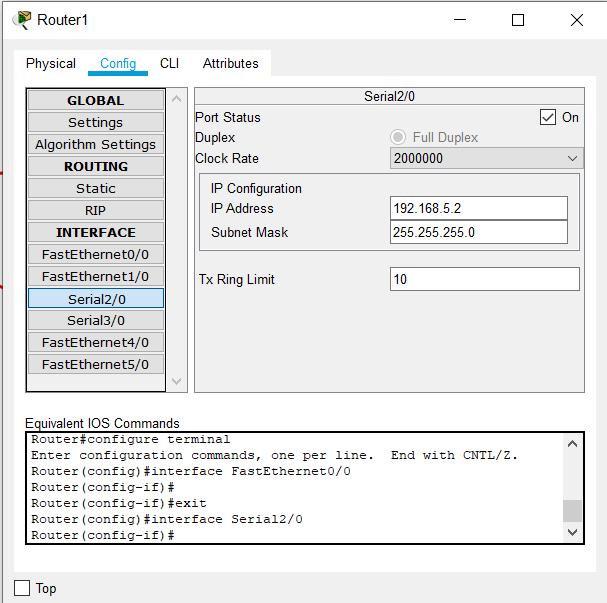 Router1
Physical Config CLI Attributes
GLOBAL
Settings
Algorithm Settings
ROUTING
Static
RIP
INTERFACE
FastEthernet0/0
FastEthernet1/0
Serial2/0
Serial3/0
FastEthernet4/0
FastEthernet5/0
Serial2/0
Port Status On
Duplex Full Duplex
Clock Rate 2000000
IP Configuration
IP Address 192.168.5.2
Subnet Mask 255.255.255.0
Tx Ring Limit 10
Equivalent IOS Commands
Router#configure terminal
Enter configuration commands, one per line.  End with CNTL/Z.
Router(config)#interface FastEthernet0/0
Router(config-if)#
Router(config-if)#exit
Router(config)#interface Serial2/0
Router(config-if)#
Top